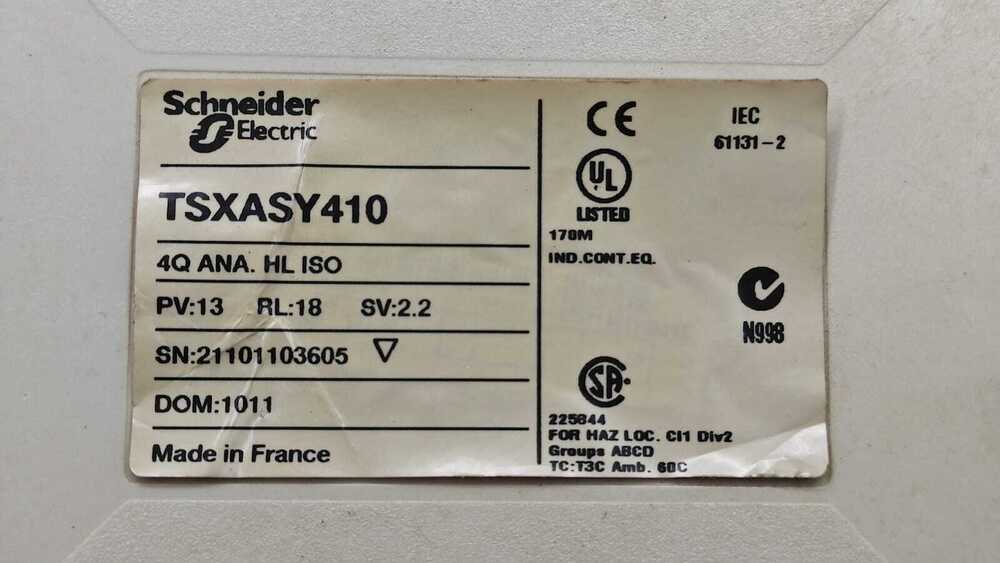 Schneider
Electric
TSXASY410
4Q ANA. HL ISO
PV:13 RL:18 SV:2.2
SN:21101103605
DOM:1011
Made in France
CE
IEC
61131-2
UL
LISTED
170M
IND.CONT.EQ.
N998
SA
225644
FOR HAZ LOC. Cl1 Div2
Groups ABCD
TC:T3C Amb. 60C